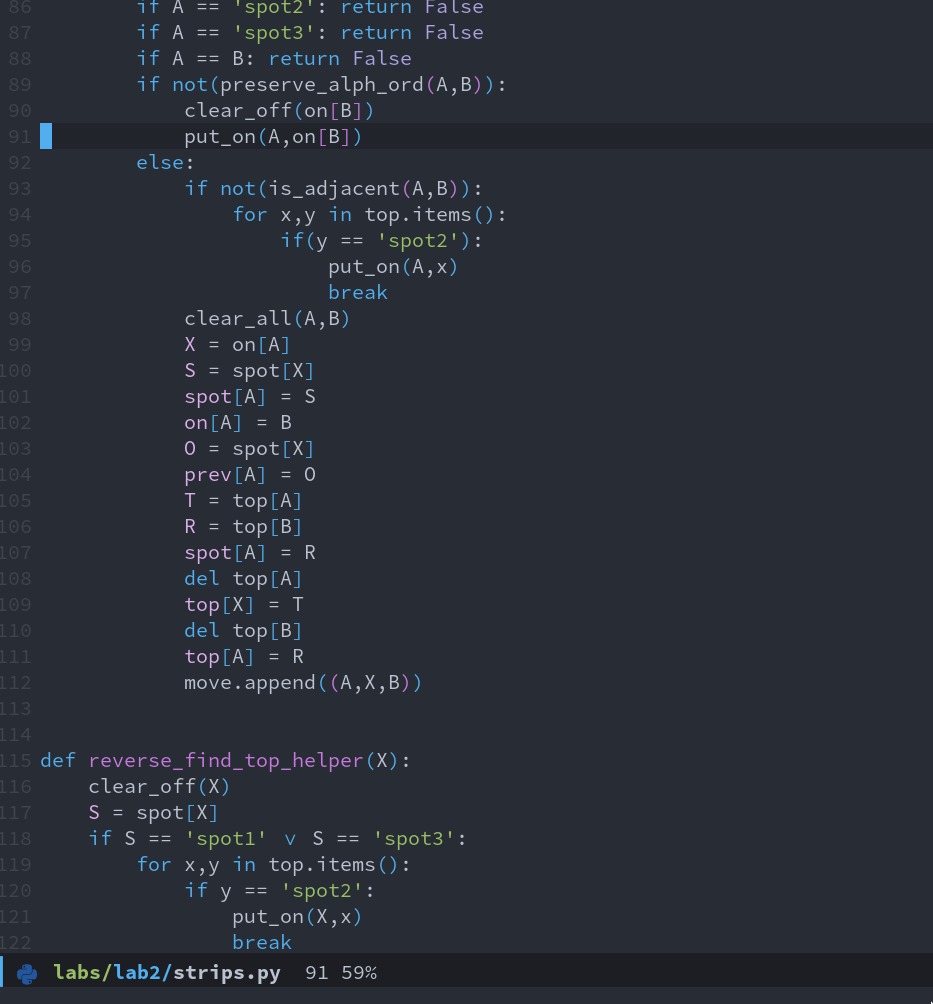 86 if A == 'spot2': return False
87 if A == 'spot3': return False
88 if A == B: return False
89 if not(preserve_alph_ord(A,B)):
90 clear_off(on[B])
91 put_on(A,on[B])
92 else:
93 if not(is_adjacent(A,B)):
94 for x,y in top.items():
95 if(y == 'spot2'):
96 put_on(A,x)
97 break
98 clear_all(A,B)
99 X = on[A]
100 S = spot[X]
101 spot[A] = S
102 on[A] = B
103 O = spot[X]
104 prev[A] = O
105 T = top[A]
106 R = top[B]
107 spot[A] = R
108 del top[A]
109 top[X] = T
110 del top[B]
111 top[A] = R
112 move.append((A,X,B))
113
114
115 def reverse_find_top_helper(X):
116 clear_off(X)
117 S = spot[X]
118 if S == 'spot1' ∨ S == 'spot3':
119 for x,y in top.items():
120 if y == 'spot2':
121 put_on(X,x)
122 break
labs/lab2/strips.py 91 59%